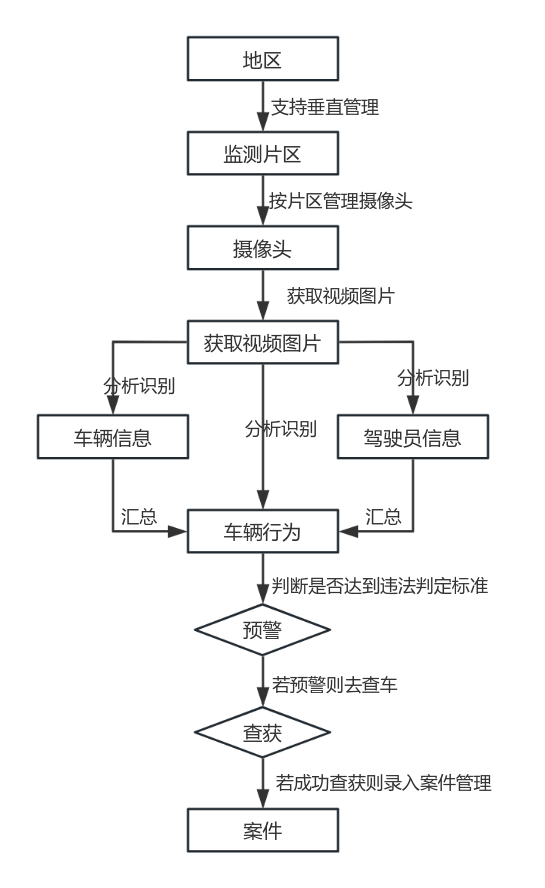 地区
支持垂直管理
监测片区
按片区管理摄像头
摄像头
获取视频图片
获取视频图片
分析识别
分析识别
分析识别
车辆信息
驾驶员信息
汇总
汇总
车辆行为
判断是否达到违法判定标准
预警
若预警则去查车
查获
若成功查获则录入案件管理
案件